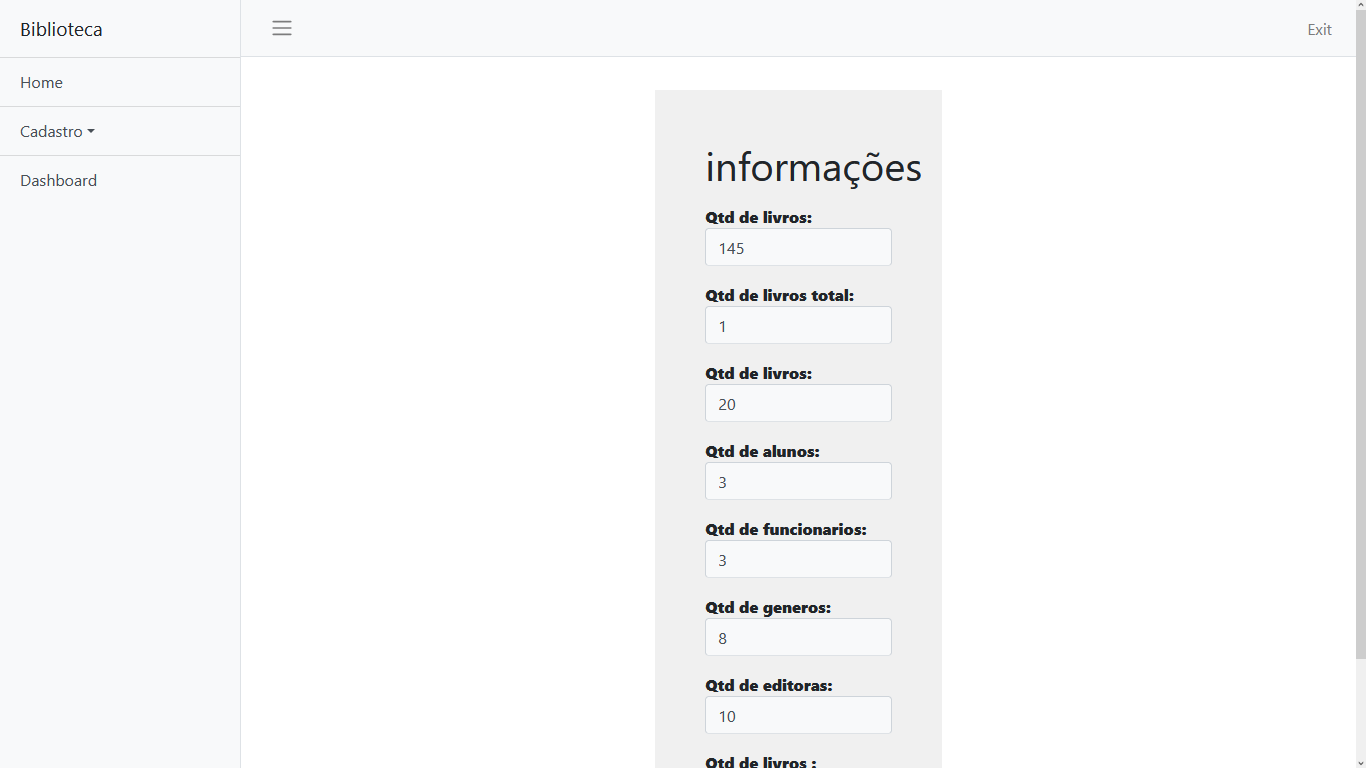 Biblioteca
Exit
Home
Cadastro
Dashboard
informações
Qtd de livros:
145
Qtd de livros total:
1
Qtd de livros:
20
Qtd de alunos:
3
Qtd de funcionarios:
3
Qtd de generos:
8
Qtd de editoras:
10
Qtd de livros :